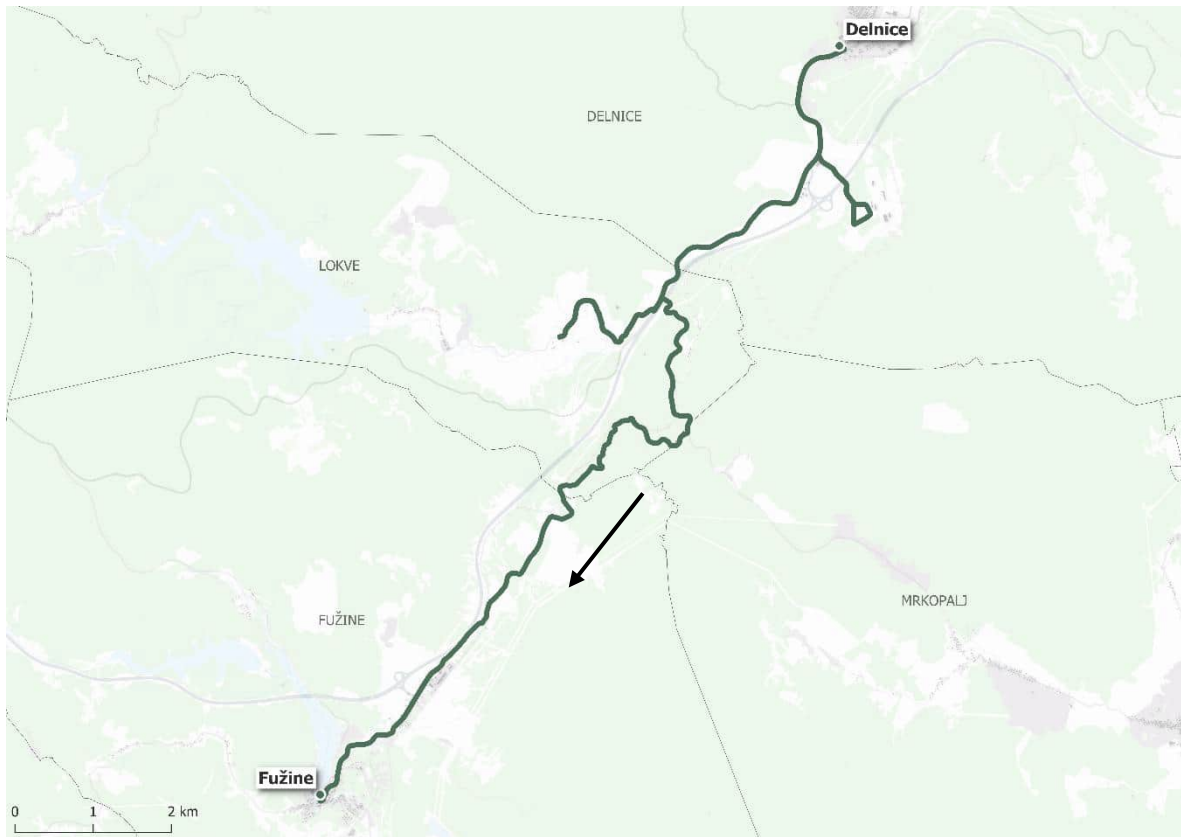 Delnice
DELNICE
LOKVE
MRKOPALJ
FUŽINE
Fužine
0 1 2 km